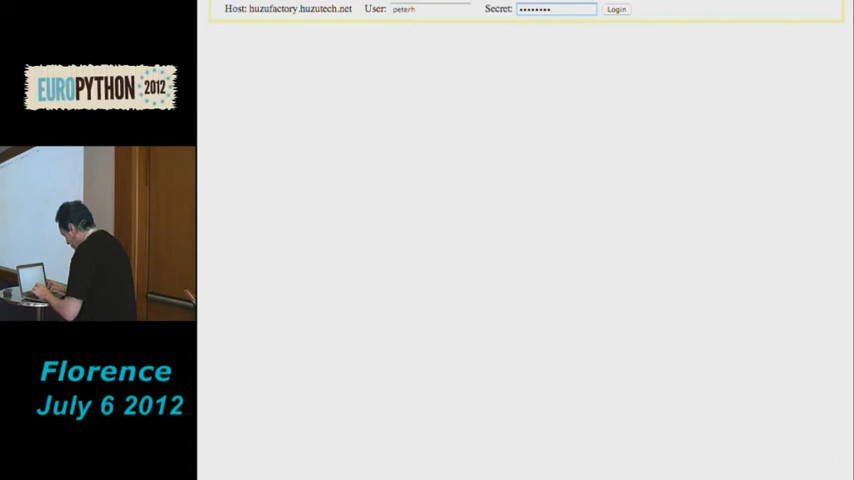 Host: huzufactory.huzutech.net User: peterh Secret: •••••••• Login
EUROPYTHON 2012
Florence
July 6 2012